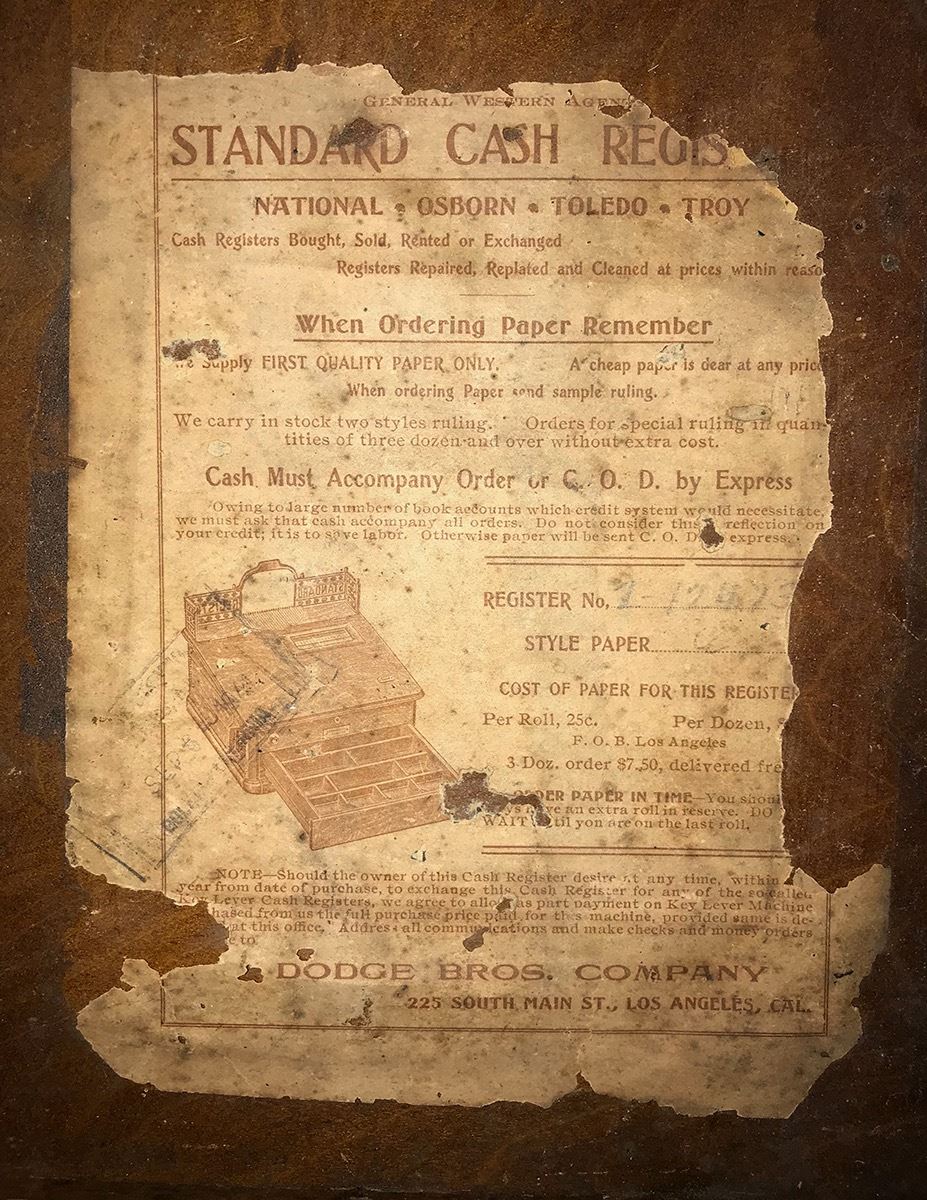 GENERAL WESTERN AGEN
STANDARD CASH REGIS
NATIONAL • OSBORN • TOLEDO • TROY
Cash Registers Bought, Sold, Rented or Exchanged
Registers Repaired, Replated and Cleaned at prices within reaso
When Ordering Paper Remember
We Supply FIRST QUALITY PAPER ONLY. A cheap paper is dear at any price
When ordering Paper send sample ruling.
We carry in stock two styles ruling. Orders for special ruling in quan-
tities of three dozen and over without extra cost.
Cash Must Accompany Order or C. O. D. by Express
Owing to large number of book accounts which credit system would necessitate,
we must ask that cash accompany all orders. Do not consider this reflection on
your credit; it is to save labor. Otherwise paper will be sent C. O. D. express.
STANDARD
REGISTER No,
STYLE PAPER
COST OF PAPER FOR THIS REGISTE
Per Roll, 25c. Per Dozen,
F. O. B. Los Angeles
3 Doz. order $7.50, delivered fre
ORDER PAPER IN TIME—You shoul
have an extra roll in reserve. DO
WAIT until you are on the last roll.
SEP
NOTE—Should the owner of this Cash Register desire at any time, within
year from date of purchase, to exchange this Cash Register for any of the so-called
Key Lever Cash Registers, we agree to allow as part payment on Key Lever Machine
hased from us the full purchase price paid for this machine, provided same is de-
at this office. Address all communications and make checks and money orders
to
DODGE BROS. COMPANY
225 SOUTH MAIN ST., LOS ANGELES, CAL.